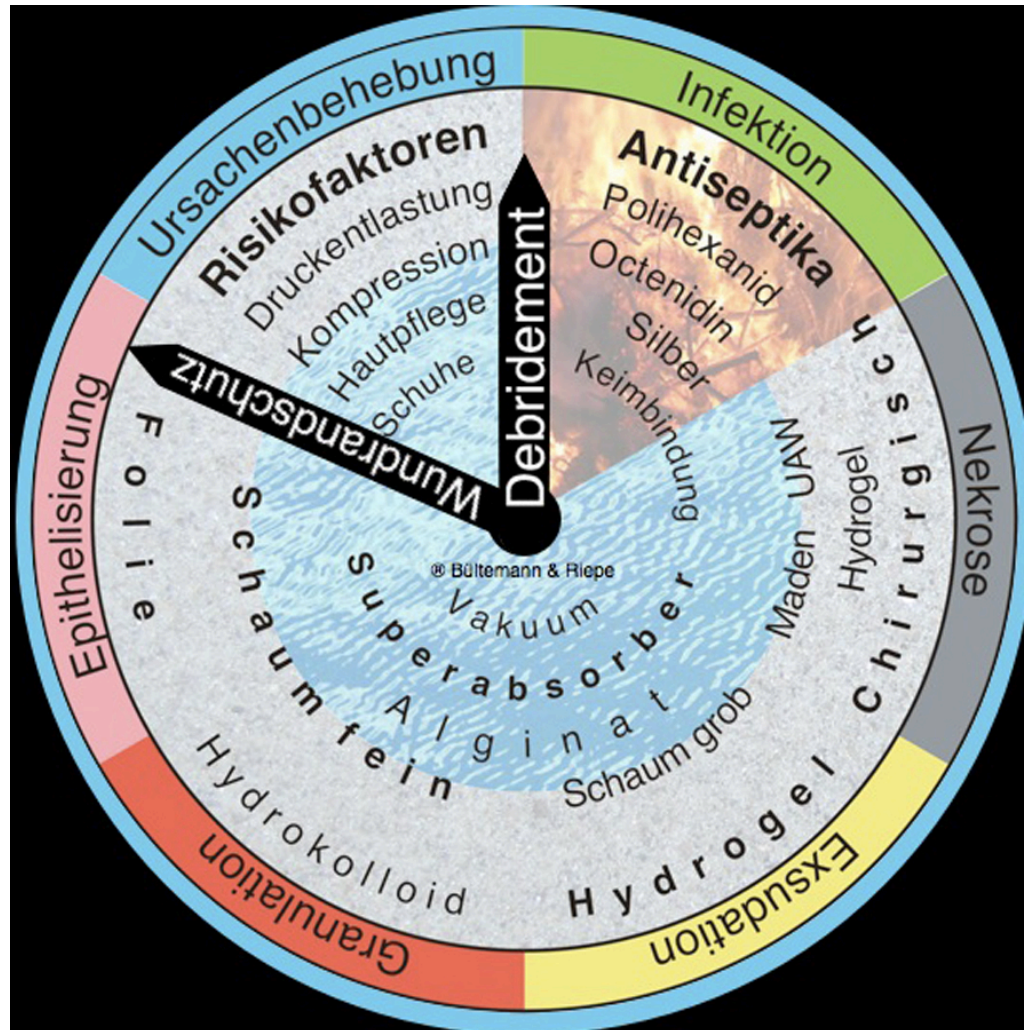 Ursachenbehebung
Infektion
Nekrose
Exsudation
Granulation
Epithelisierung
Risikofaktoren
Druckentlastung
Kompression
Hautpflege
Schuhe
Antiseptika
Polihexanid
Octenidin
Silber
Keimbindung
Chirurgisch
Hydrogel
UAW
Maden
Hydrogel
Schaum grob
Alginat
Superabsorber
Vakuum
Hydrokolloid
Schaum fein
Folie
Debridement
Wundrandschutz
® Bültemann & Riepe